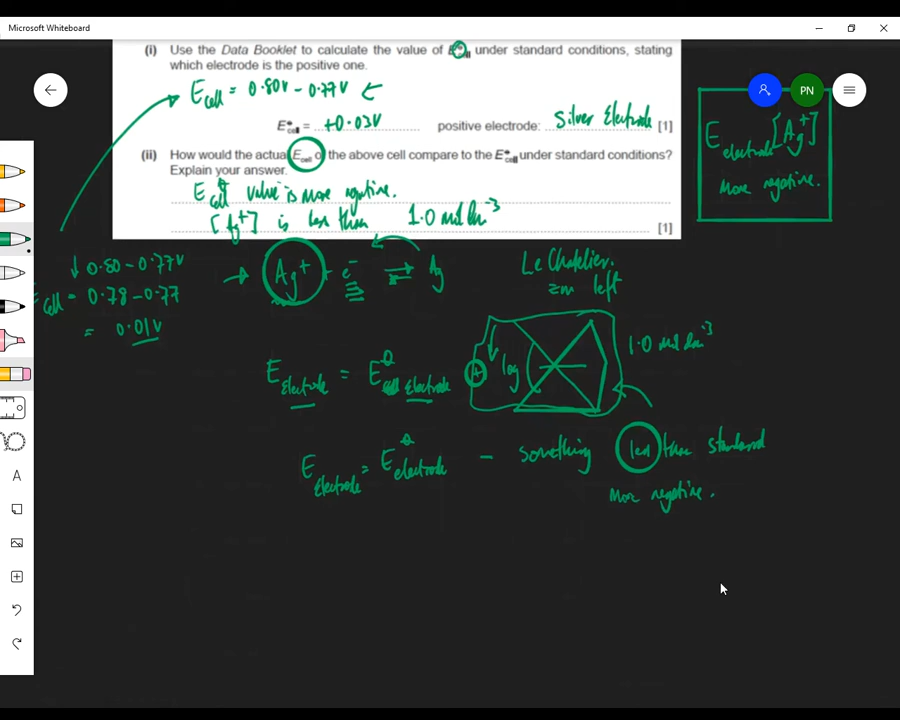 Microsoft Whiteboard
PN
(i) Use the Data Booklet to calculate the value of E⦵cell under standard conditions, stating
which electrode is the positive one.
Ecell = 0.80V - 0.77V
E⦵cell = +0.03V positive electrode: Silver Electrode [1]
(ii) How would the actual Ecell of the above cell compare to the E⦵cell under standard conditions?
Explain your answer.
Ecell value is more negative.
[Ag+] is less than 1.0 mol dm-3
[1]
Eelectrode [Ag+]
more negative.
↓ 0.80 - 0.77V
Ecell = 0.78 - 0.77
= 0.01V
→ Ag+ + e- ⇌ Ag
Le Chatelier.
left
Eelectrode = Eθ electrode + log
1.0 mol dm-3
Eelectrode = Eθelectrode - something
less than standard
more negative.
A